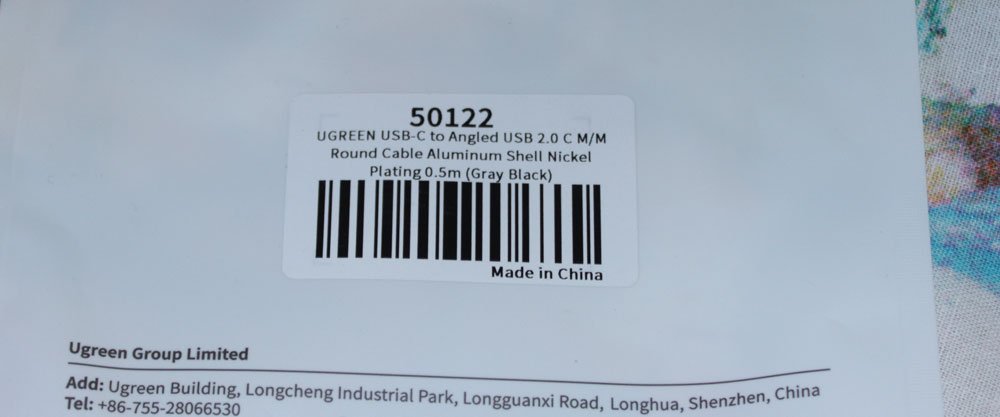 50122
UGREEN USB-C to Angled USB 2.0 C M/M
Round Cable Aluminum Shell Nickel
Plating 0.5m (Gray Black)
Made in China
Ugreen Group Limited
Add: Ugreen Building, Longcheng Industrial Park, Longguanxi Road, Longhua, Shenzhen, China
Tel: +86-755-28066530